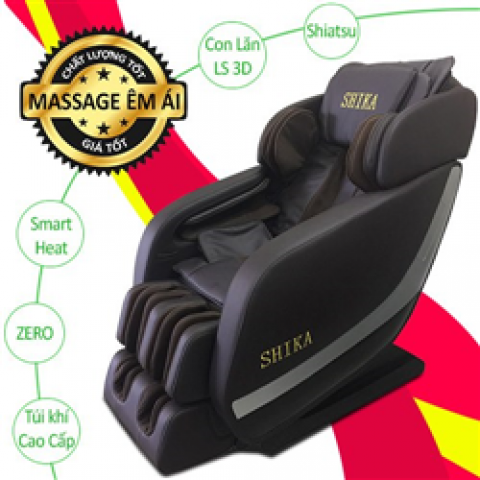 CHẤT LƯỢNG TỐT
MASSAGE ÊM ÁI
GIÁ TỐT
Con Lăn
LS 3D
Shiatsu
SHIKA
Smart
Heat
ZERO
Túi khí
Cao Cấp
SHIKA